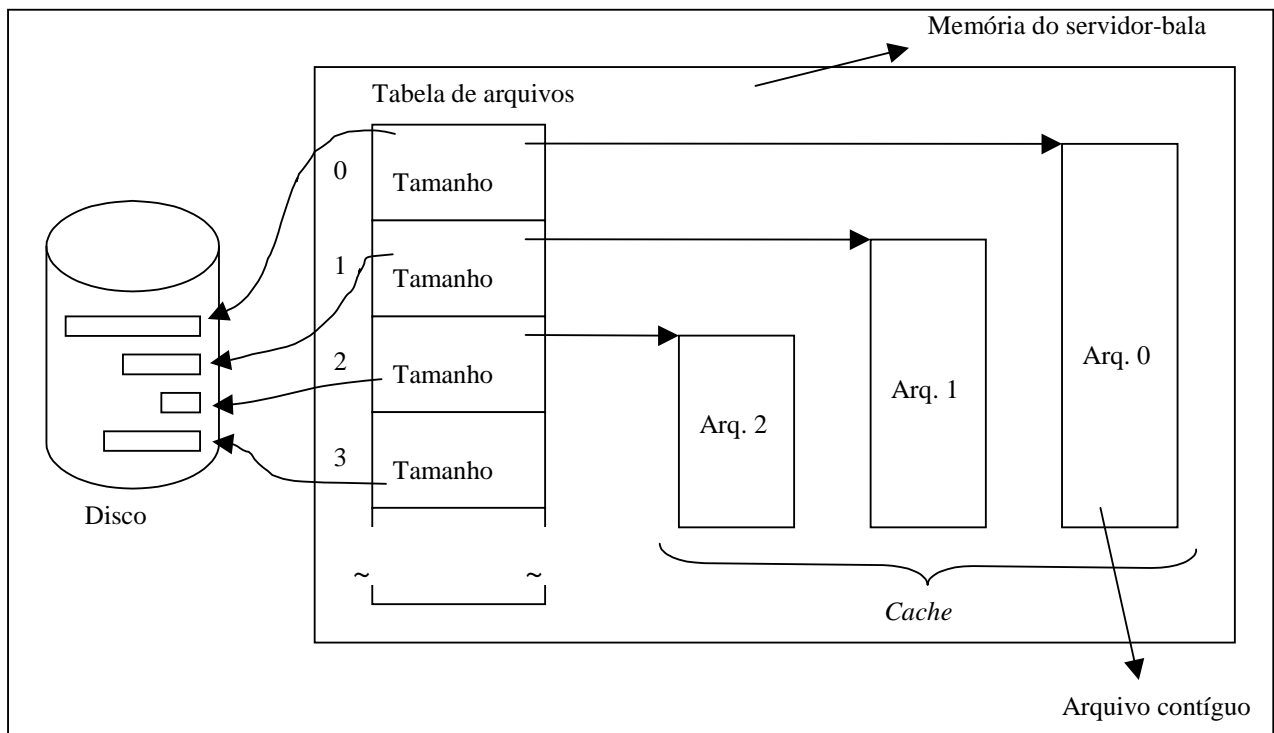 Memória do servidor-bala
Tabela de arquivos
0
Tamanho
1
Tamanho
2
Tamanho
3
Tamanho
Arq. 0
Arq. 1
Arq. 2
Disco
~ ~
Cache
Arquivo contíguo